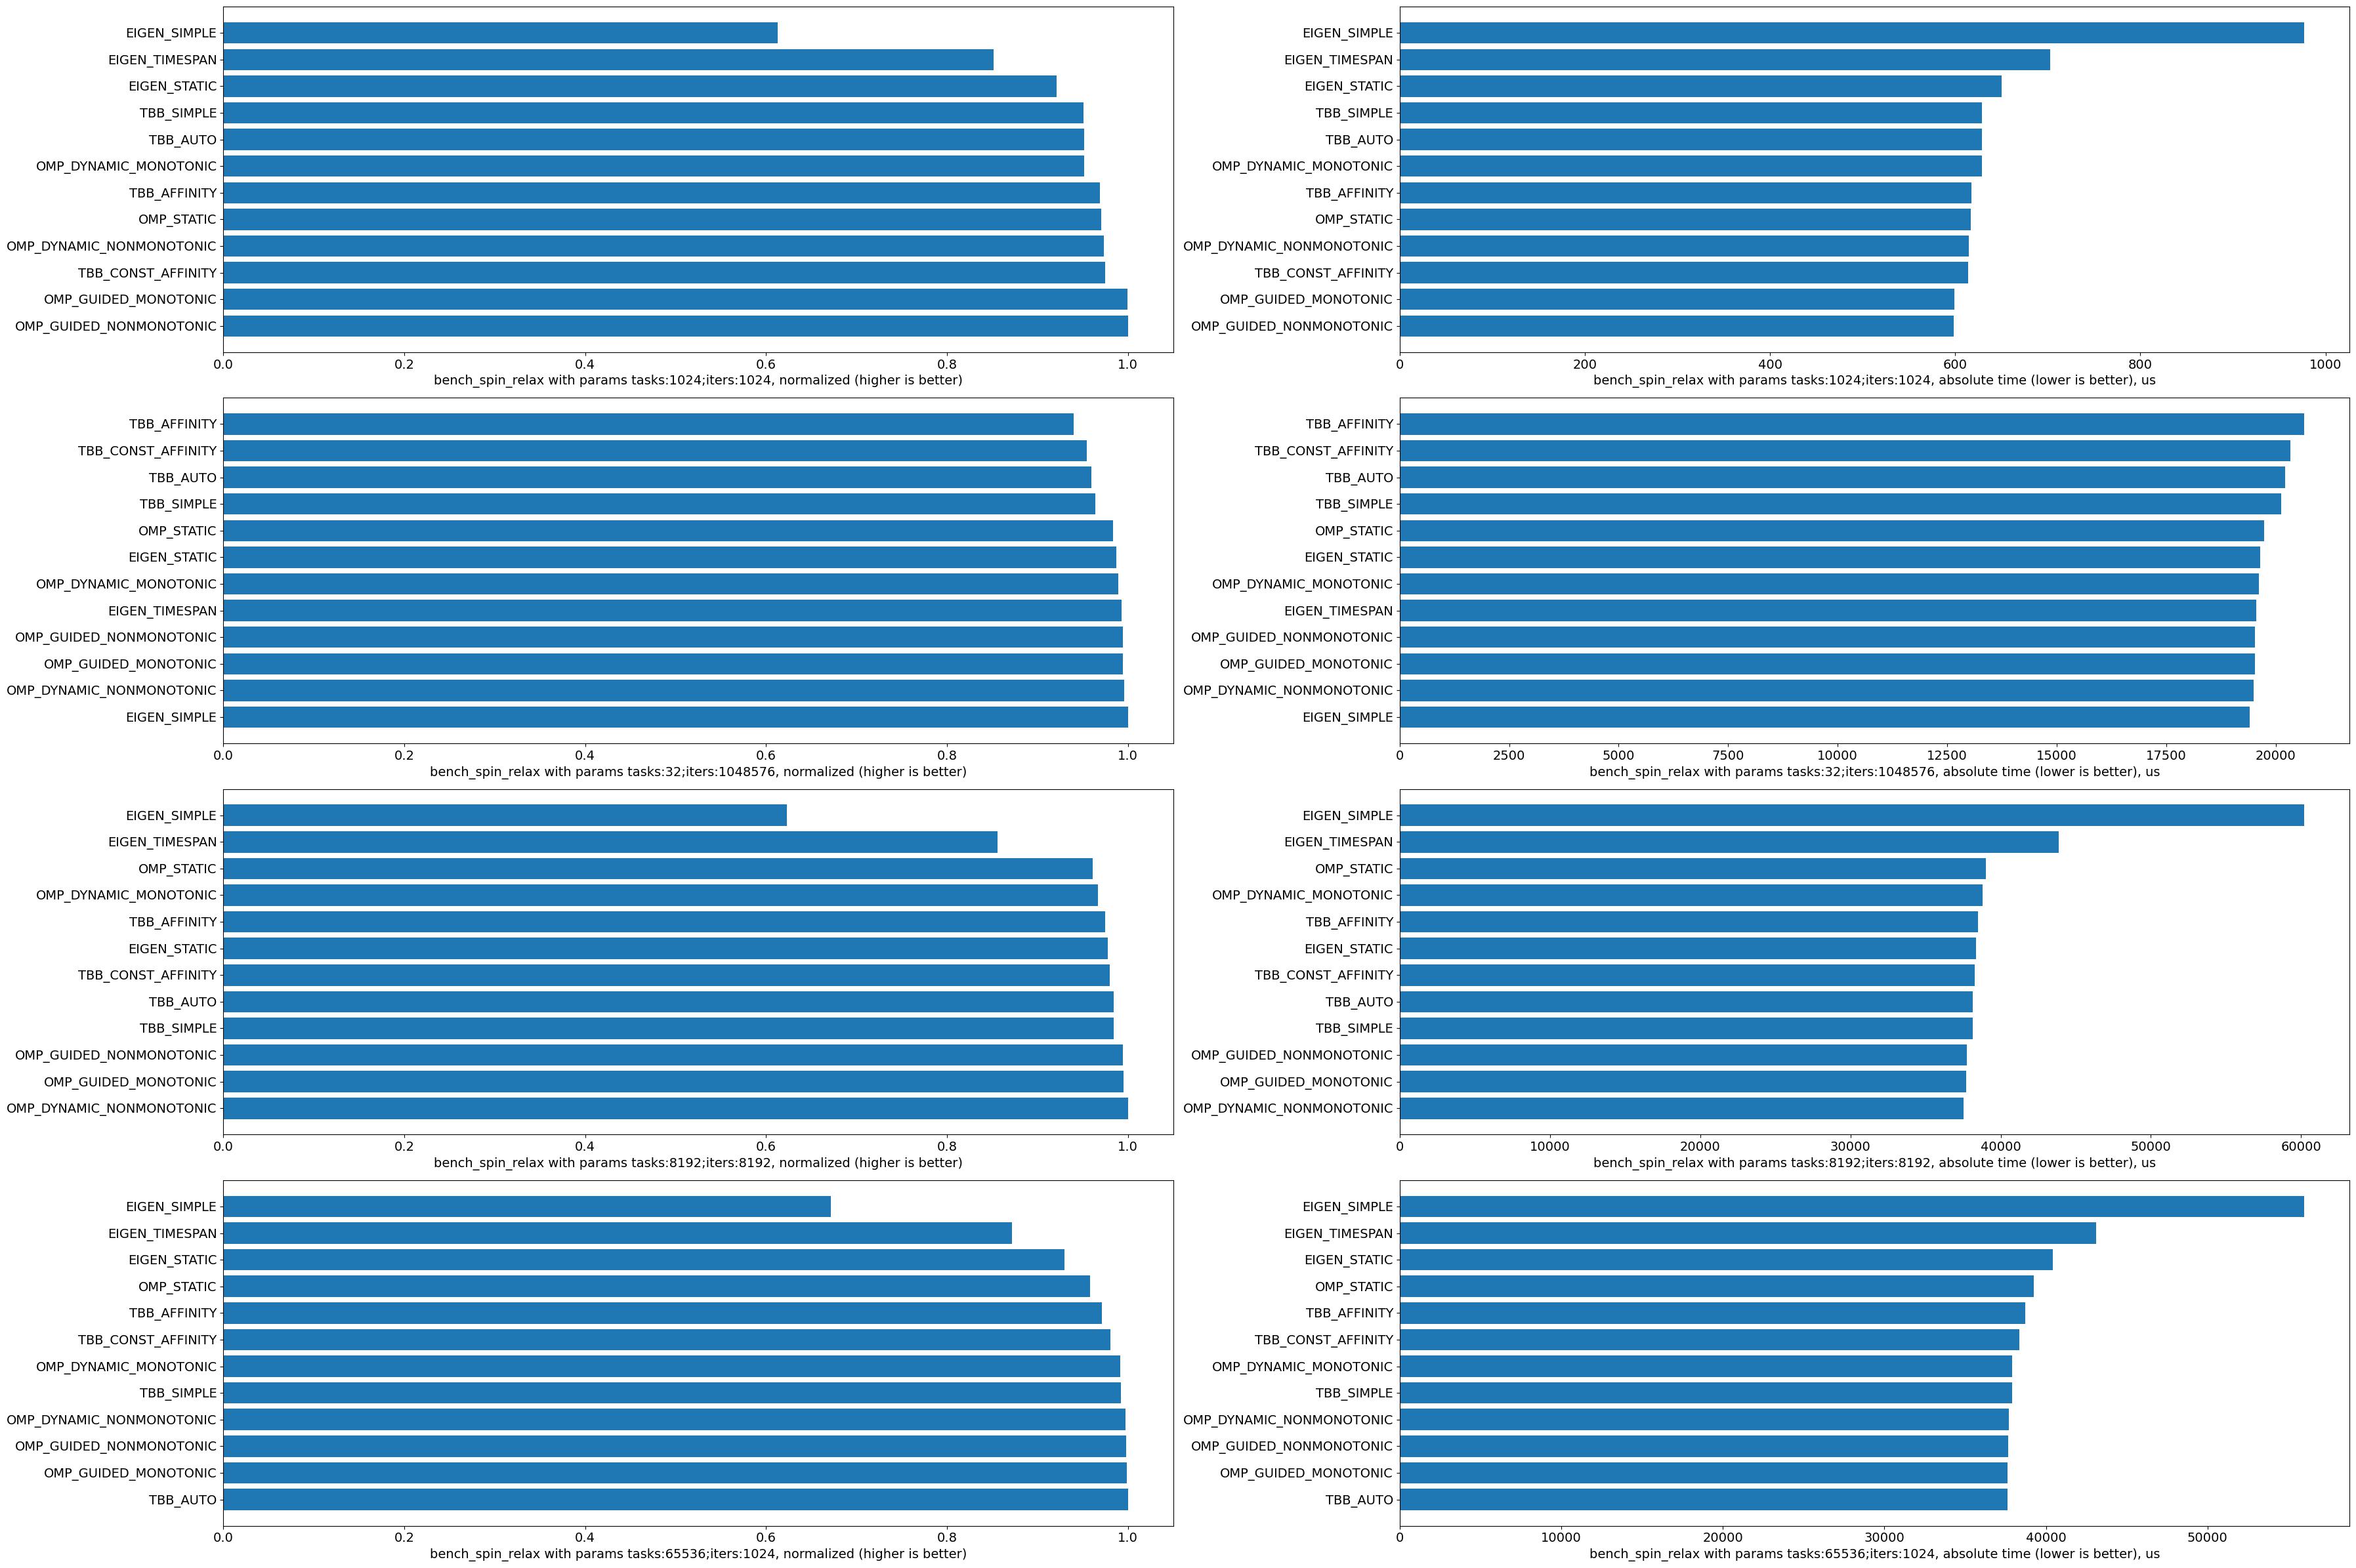 EIGEN_SIMPLE
EIGEN_TIMESPAN
EIGEN_STATIC
TBB_SIMPLE
TBB_AUTO
OMP_DYNAMIC_MONOTONIC
TBB_AFFINITY
OMP_STATIC
OMP_DYNAMIC_NONMONOTONIC
TBB_CONST_AFFINITY
OMP_GUIDED_MONOTONIC
OMP_GUIDED_NONMONOTONIC
0.0 0.2 0.4 0.6 0.8 1.0
bench_spin_relax with params tasks:1024;iters:1024, normalized (higher is better)
EIGEN_SIMPLE
EIGEN_TIMESPAN
EIGEN_STATIC
TBB_SIMPLE
TBB_AUTO
OMP_DYNAMIC_MONOTONIC
TBB_AFFINITY
OMP_STATIC
OMP_DYNAMIC_NONMONOTONIC
TBB_CONST_AFFINITY
OMP_GUIDED_MONOTONIC
OMP_GUIDED_NONMONOTONIC
0 200 400 600 800 1000
bench_spin_relax with params tasks:1024;iters:1024, absolute time (lower is better), us
TBB_AFFINITY
TBB_CONST_AFFINITY
TBB_AUTO
TBB_SIMPLE
OMP_STATIC
EIGEN_STATIC
OMP_DYNAMIC_MONOTONIC
EIGEN_TIMESPAN
OMP_GUIDED_NONMONOTONIC
OMP_GUIDED_MONOTONIC
OMP_DYNAMIC_NONMONOTONIC
EIGEN_SIMPLE
0.0 0.2 0.4 0.6 0.8 1.0
bench_spin_relax with params tasks:32;iters:1048576, normalized (higher is better)
TBB_AFFINITY
TBB_CONST_AFFINITY
TBB_AUTO
TBB_SIMPLE
OMP_STATIC
EIGEN_STATIC
OMP_DYNAMIC_MONOTONIC
EIGEN_TIMESPAN
OMP_GUIDED_NONMONOTONIC
OMP_GUIDED_MONOTONIC
OMP_DYNAMIC_NONMONOTONIC
EIGEN_SIMPLE
0 2500 5000 7500 10000 12500 15000 17500 20000
bench_spin_relax with params tasks:32;iters:1048576, absolute time (lower is better), us
EIGEN_SIMPLE
EIGEN_TIMESPAN
OMP_STATIC
OMP_DYNAMIC_MONOTONIC
TBB_AFFINITY
EIGEN_STATIC
TBB_CONST_AFFINITY
TBB_AUTO
TBB_SIMPLE
OMP_GUIDED_NONMONOTONIC
OMP_GUIDED_MONOTONIC
OMP_DYNAMIC_NONMONOTONIC
0.0 0.2 0.4 0.6 0.8 1.0
bench_spin_relax with params tasks:8192;iters:8192, normalized (higher is better)
EIGEN_SIMPLE
EIGEN_TIMESPAN
OMP_STATIC
OMP_DYNAMIC_MONOTONIC
TBB_AFFINITY
EIGEN_STATIC
TBB_CONST_AFFINITY
TBB_AUTO
TBB_SIMPLE
OMP_GUIDED_NONMONOTONIC
OMP_GUIDED_MONOTONIC
OMP_DYNAMIC_NONMONOTONIC
0 10000 20000 30000 40000 50000 60000
bench_spin_relax with params tasks:8192;iters:8192, absolute time (lower is better), us
EIGEN_SIMPLE
EIGEN_TIMESPAN
EIGEN_STATIC
OMP_STATIC
TBB_AFFINITY
TBB_CONST_AFFINITY
OMP_DYNAMIC_MONOTONIC
TBB_SIMPLE
OMP_DYNAMIC_NONMONOTONIC
OMP_GUIDED_NONMONOTONIC
OMP_GUIDED_MONOTONIC
TBB_AUTO
0.0 0.2 0.4 0.6 0.8 1.0
bench_spin_relax with params tasks:65536;iters:1024, normalized (higher is better)
EIGEN_SIMPLE
EIGEN_TIMESPAN
EIGEN_STATIC
OMP_STATIC
TBB_AFFINITY
TBB_CONST_AFFINITY
OMP_DYNAMIC_MONOTONIC
TBB_SIMPLE
OMP_DYNAMIC_NONMONOTONIC
OMP_GUIDED_NONMONOTONIC
OMP_GUIDED_MONOTONIC
TBB_AUTO
0 10000 20000 30000 40000 50000
bench_spin_relax with params tasks:65536;iters:1024, absolute time (lower is better), us